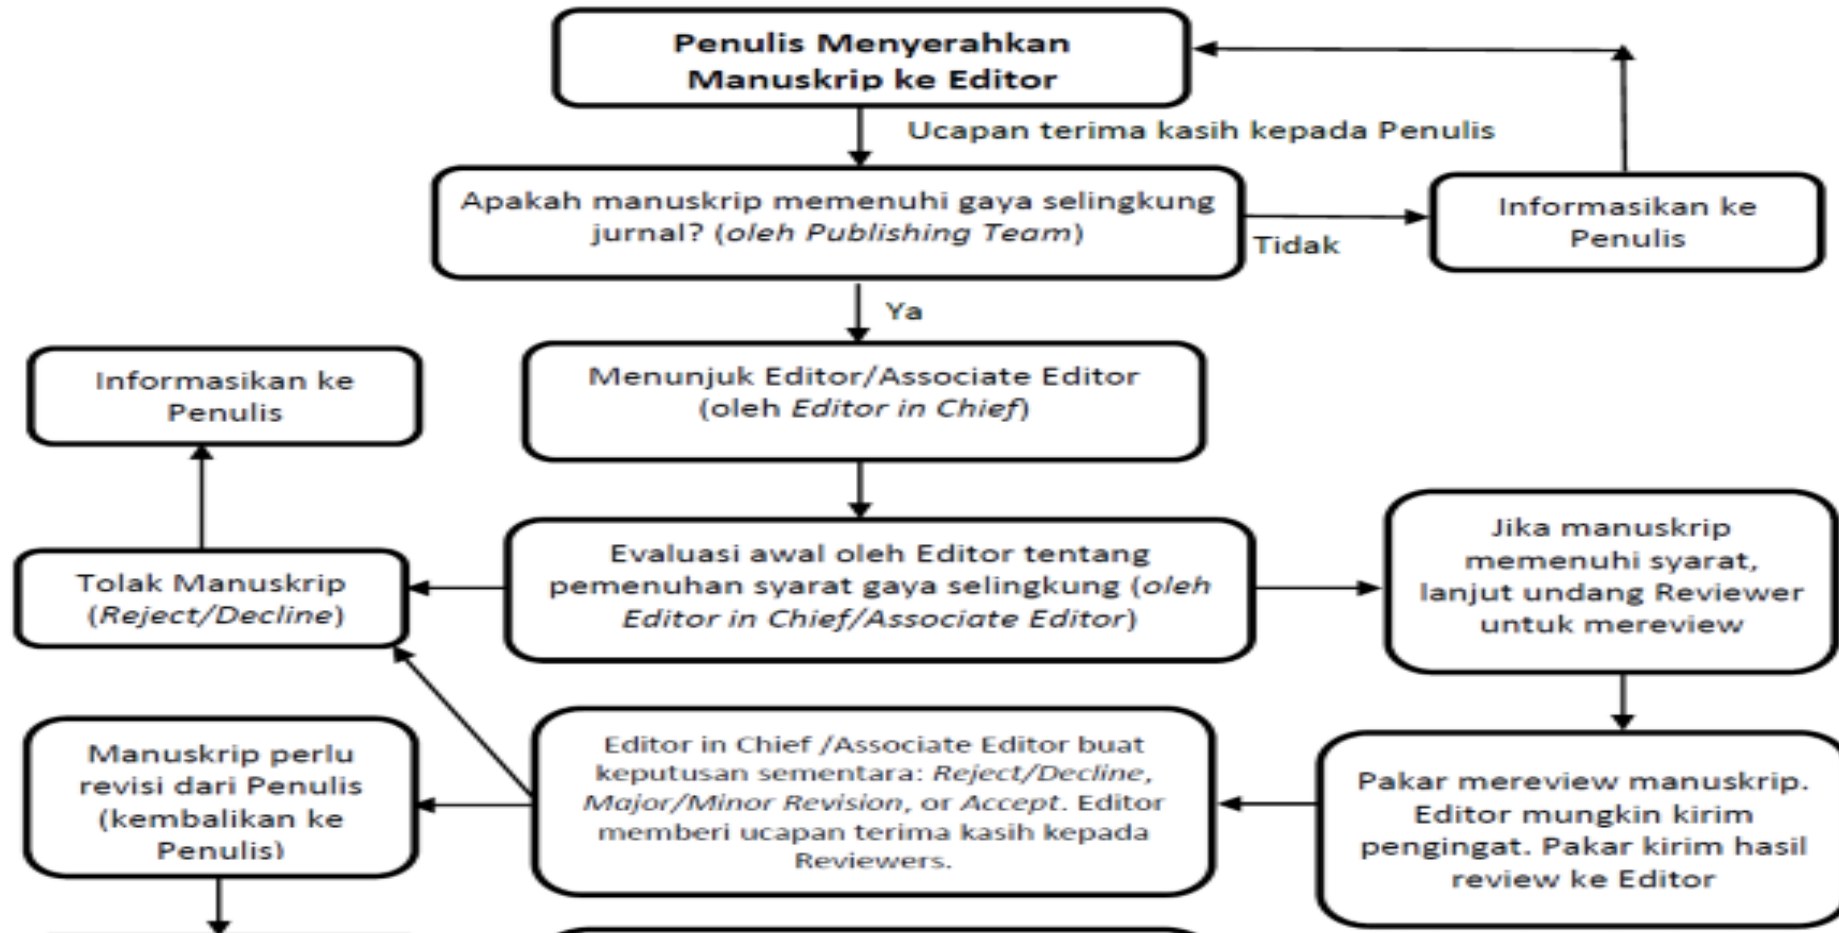 Penulis Menyerahkan
Manuskrip ke Editor
Ucapan terima kasih kepada Penulis
Apakah manuskrip memenuhi gaya selingkung
jurnal? (oleh Publishing Team)
Tidak
Informasikan ke
Penulis
Ya
Menunjuk Editor/Associate Editor
(oleh Editor in Chief)
Informasikan ke
Penulis
Evaluasi awal oleh Editor tentang
pemenuhan syarat gaya selingkung (oleh
Editor in Chief/Associate Editor)
Tolak Manuskrip
(Reject/Decline)
Jika manuskrip
memenuhi syarat,
lanjut undang Reviewer
untuk mereview
Manuskrip perlu
revisi dari Penulis
(kembalikan ke
Penulis)
Editor in Chief /Associate Editor buat
keputusan sementara: Reject/Decline,
Major/Minor Revision, or Accept. Editor
memberi ucapan terima kasih kepada
Reviewers.
Pakar mereview manuskrip.
Editor mungkin kirim
pengingat. Pakar kirim hasil
review ke Editor